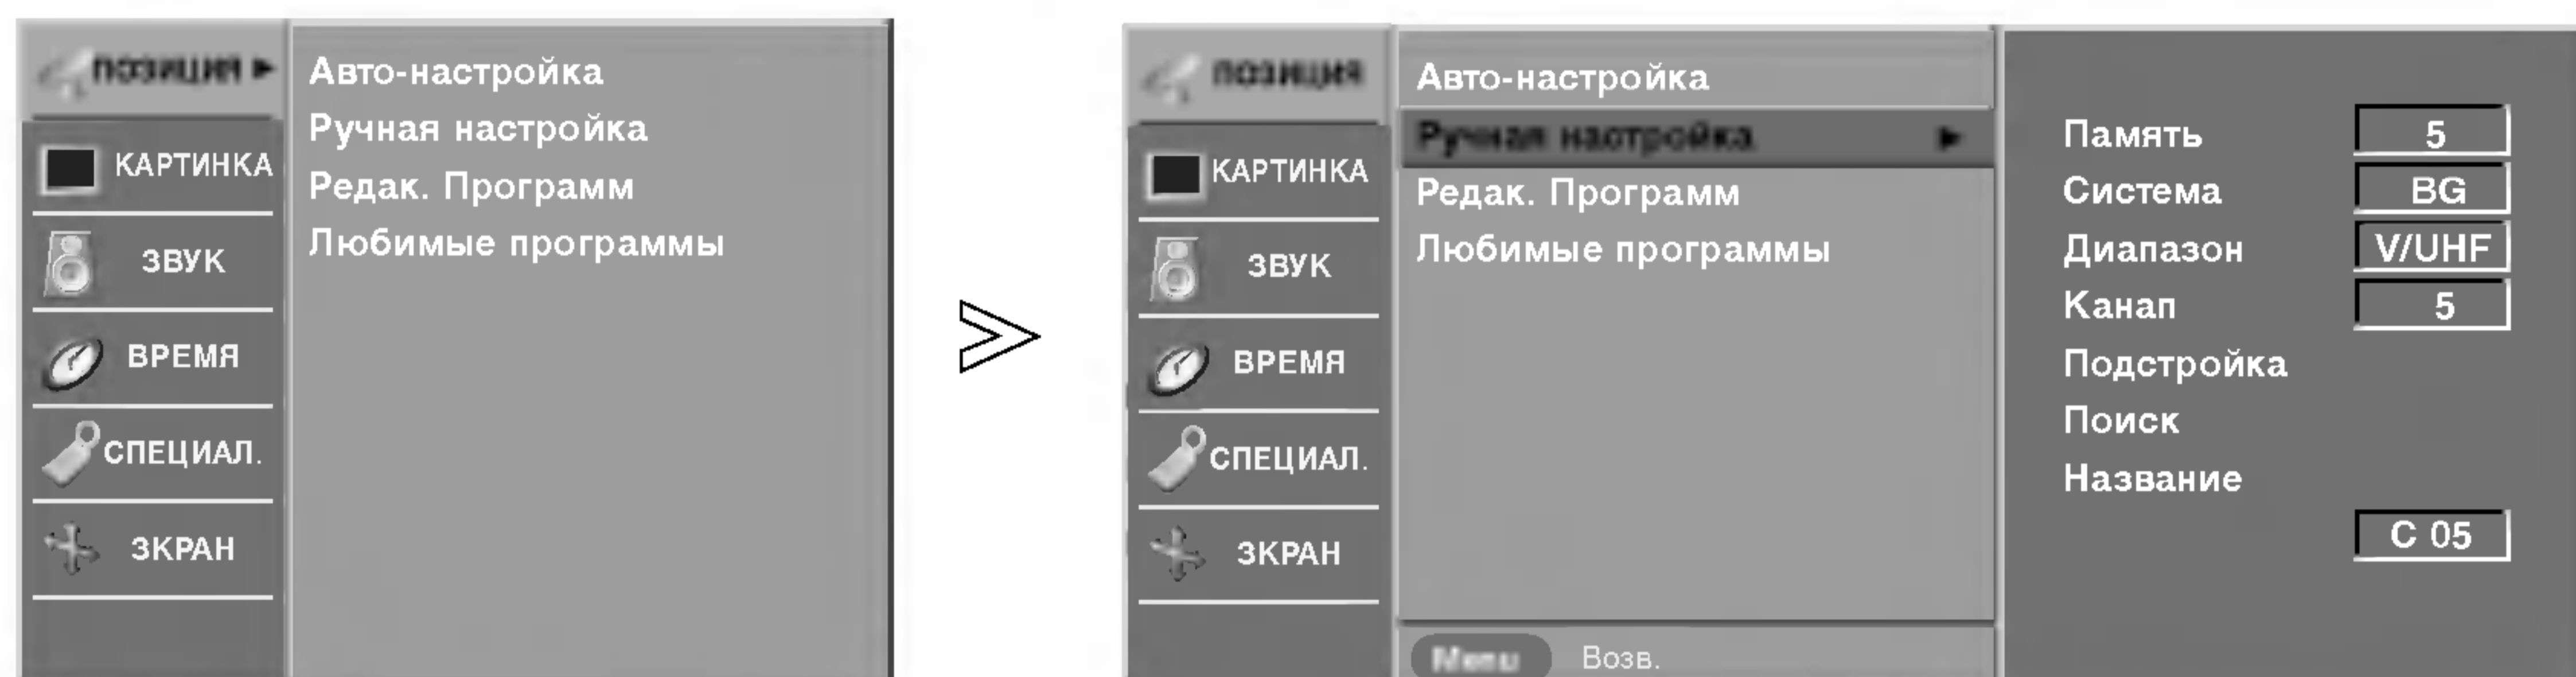 позиция ►
КАРТИНКА
ЗВУК
ВРЕМЯ
СПЕЦИАЛ.
ЗКРАН
Авто-настройка
Ручная настройка
Редак. Программ
Любимые программы
позиция
КАРТИНКА
ЗВУК
ВРЕМЯ
СПЕЦИАЛ.
ЗКРАН
Авто-настройка
Ручная настройка ►
Редак. Программ
Любимые программы
Menu Возв.
Память 5
Система BG
Диапазон V/UHF
Канап 5
Подстройка
Поиск
Название
C 05